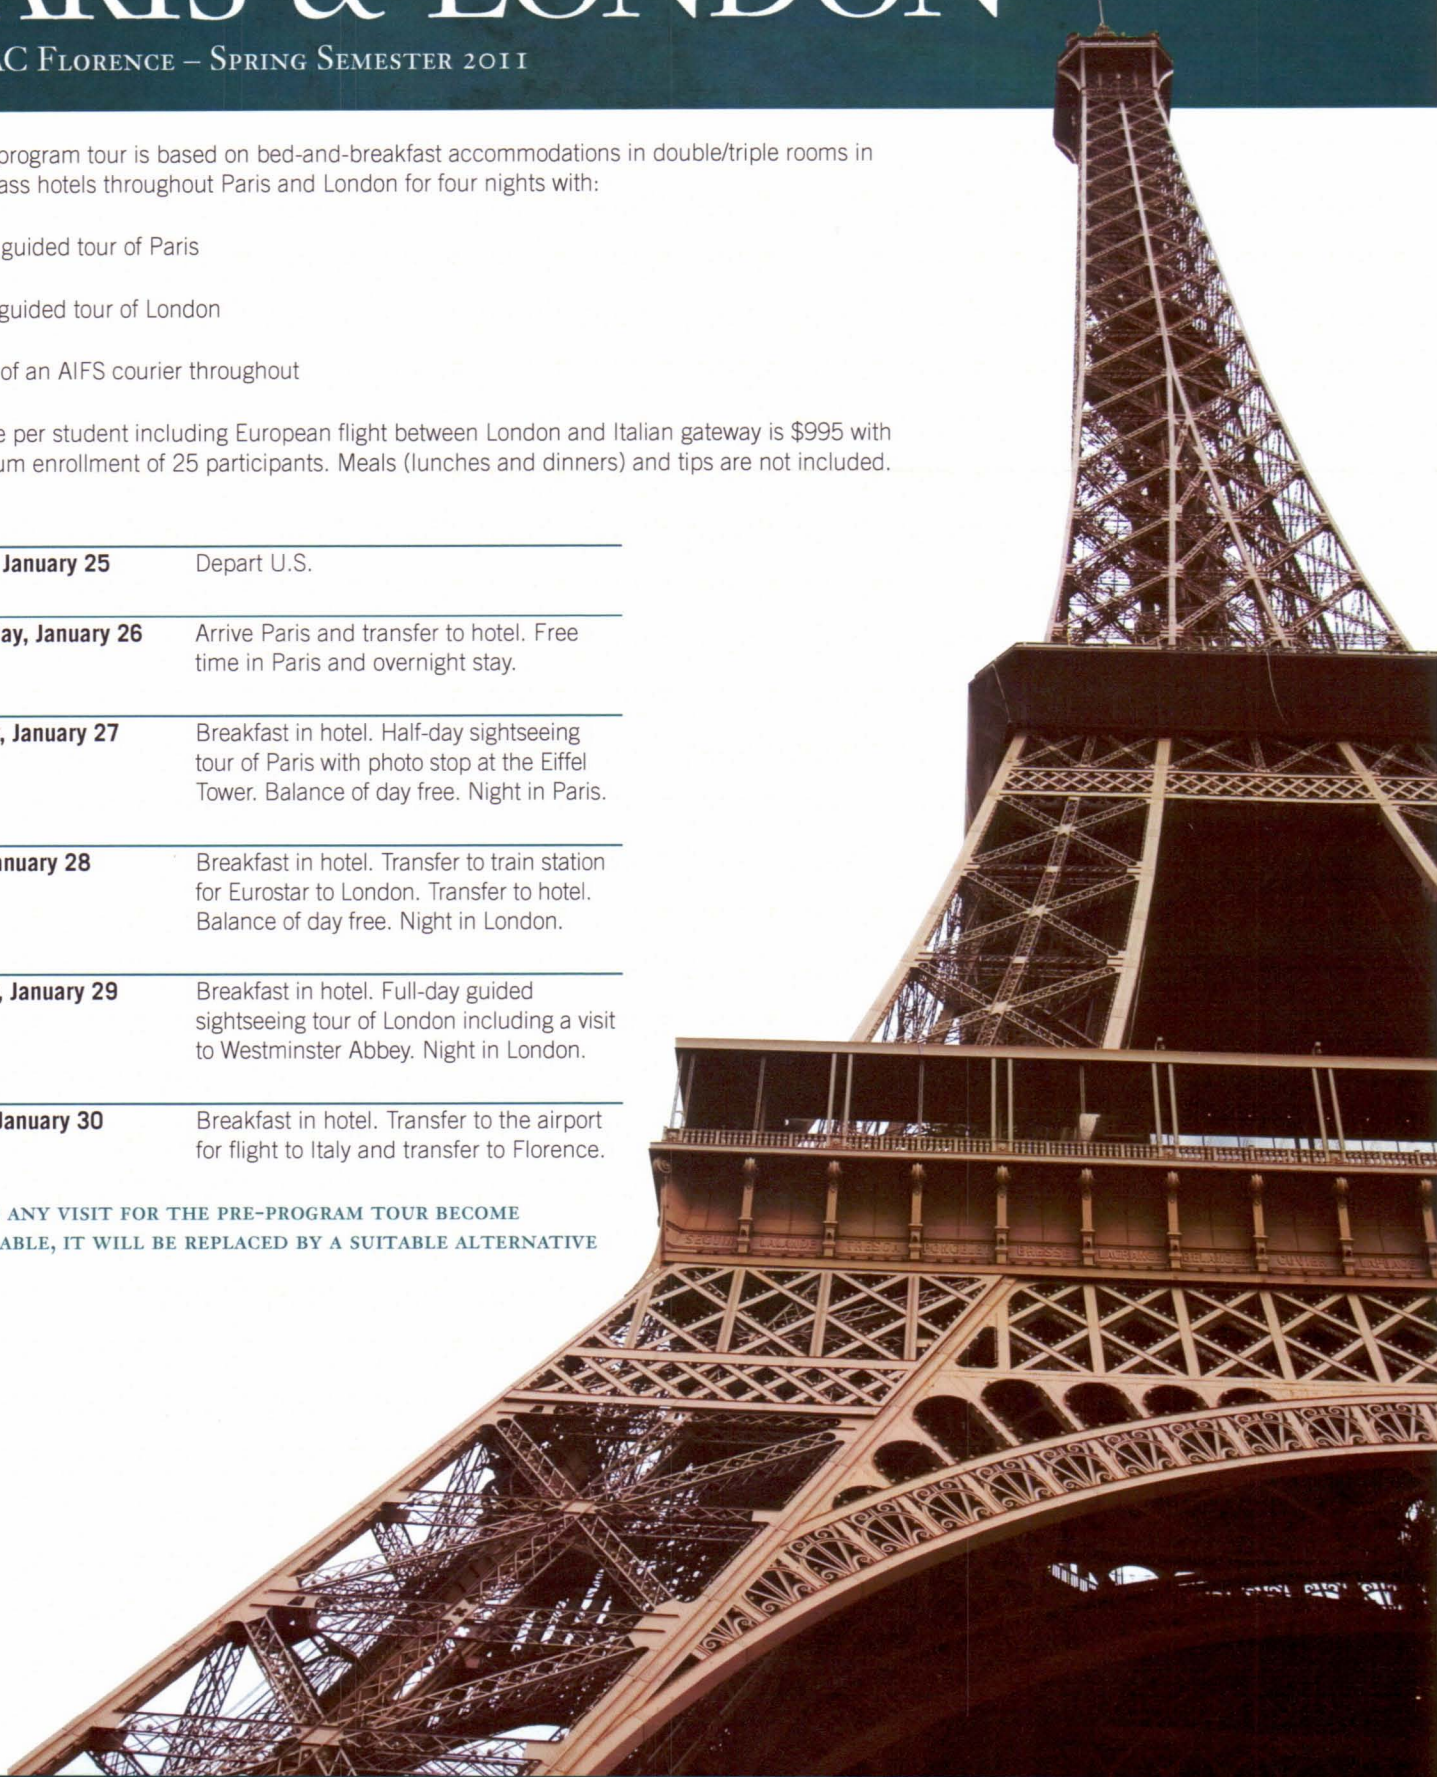 ARIS & LONDON
AC FLORENCE – SPRING SEMESTER 2011
program tour is based on bed-and-breakfast accommodations in double/triple rooms in
ass hotels throughout Paris and London for four nights with:
guided tour of Paris
guided tour of London
of an AIFS courier throughout
e per student including European flight between London and Italian gateway is $995 with
um enrollment of 25 participants. Meals (lunches and dinners) and tips are not included.
January 25 Depart U.S.
ay, January 26 Arrive Paris and transfer to hotel. Free
time in Paris and overnight stay.
, January 27 Breakfast in hotel. Half-day sightseeing
tour of Paris with photo stop at the Eiffel
Tower. Balance of day free. Night in Paris.
anuary 28 Breakfast in hotel. Transfer to train station
for Eurostar to London. Transfer to hotel.
Balance of day free. Night in London.
, January 29 Breakfast in hotel. Full-day guided
sightseeing tour of London including a visit
to Westminster Abbey. Night in London.
January 30 Breakfast in hotel. Transfer to the airport
for flight to Italy and transfer to Florence.
ANY VISIT FOR THE PRE-PROGRAM TOUR BECOME
ABLE, IT WILL BE REPLACED BY A SUITABLE ALTERNATIVE